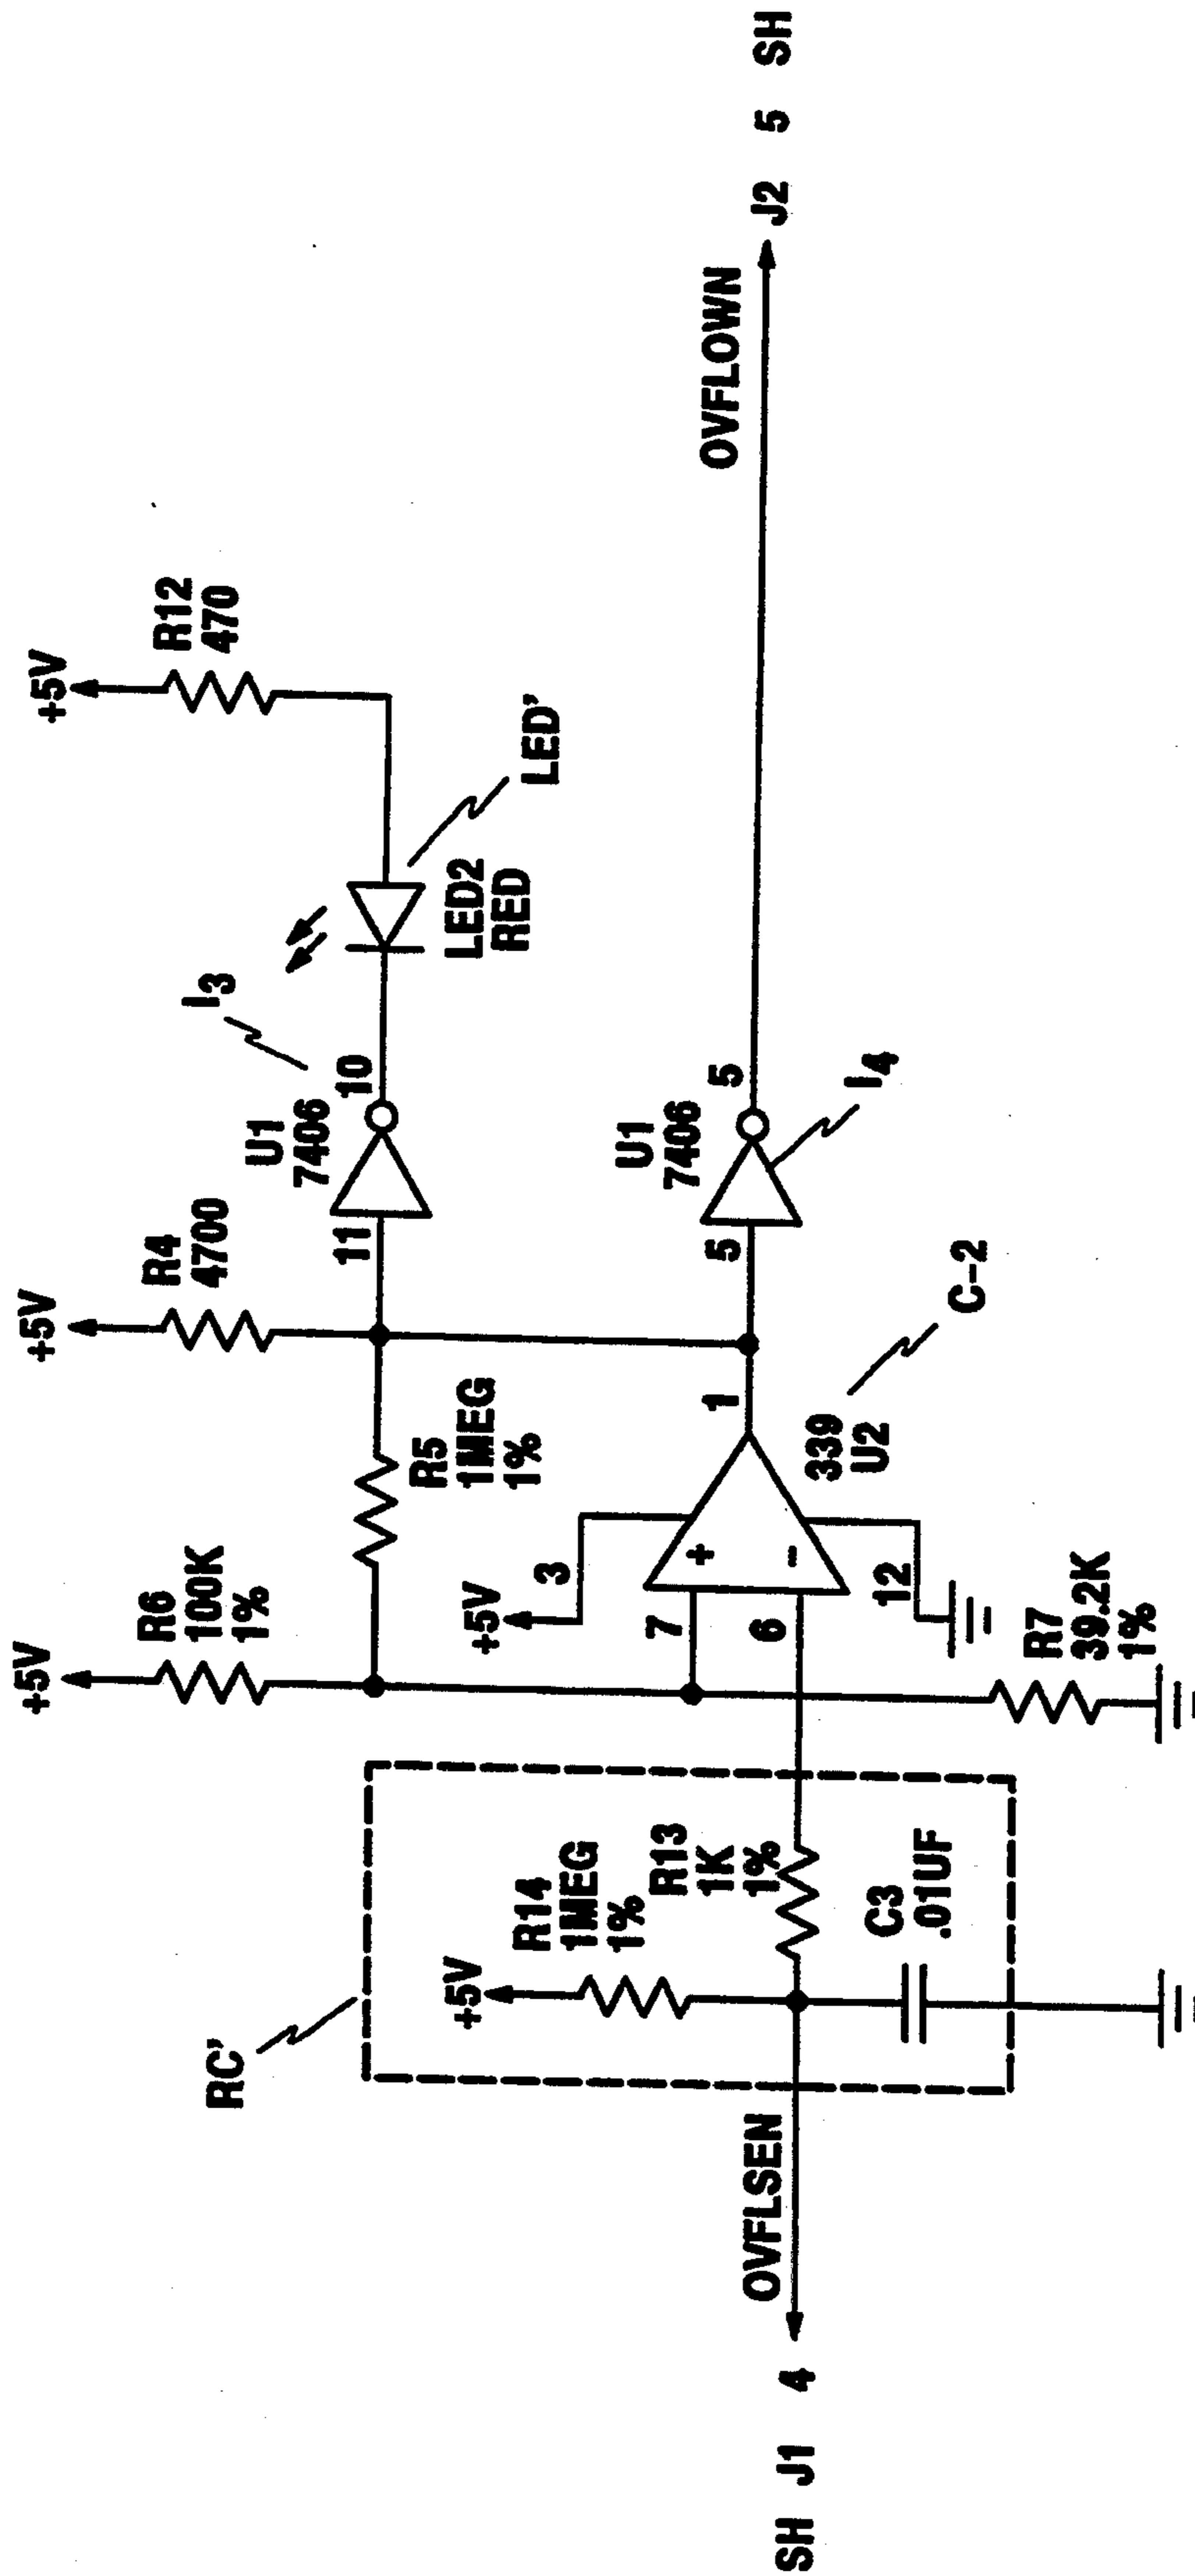 +5V
R6
100K
1%
+5V
R4
4700
+5V
R12
470
R5
1MEG
1%
11
U1
7406
10
I3
LED2
RED
LED'
RC'
+5V
R14
1MEG
1%
R13
1K
1%
C3
.01UF
+5V
3
7
6
+
-
12
1
339
U2
C-2
R7
39.2K
1%
5
U1
7406
5
I4
SH J1 4
OVFLSEN
OVFLOWN
J2 5 SH